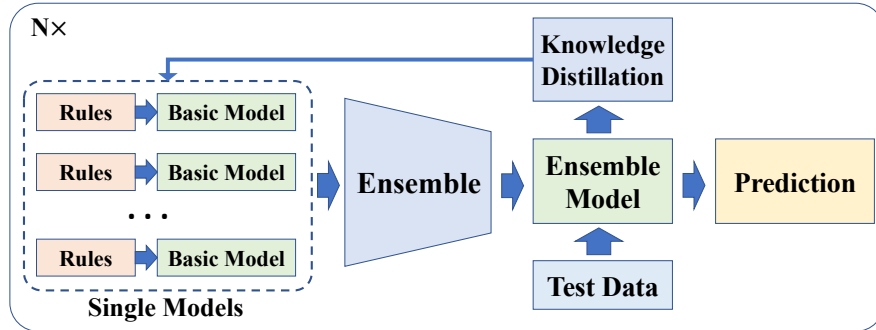 N×
Knowledge
Distillation
Rules
Basic Model
Rules
Basic Model
...
Rules
Basic Model
Single Models
Ensemble
Ensemble
Model
Prediction
Test Data